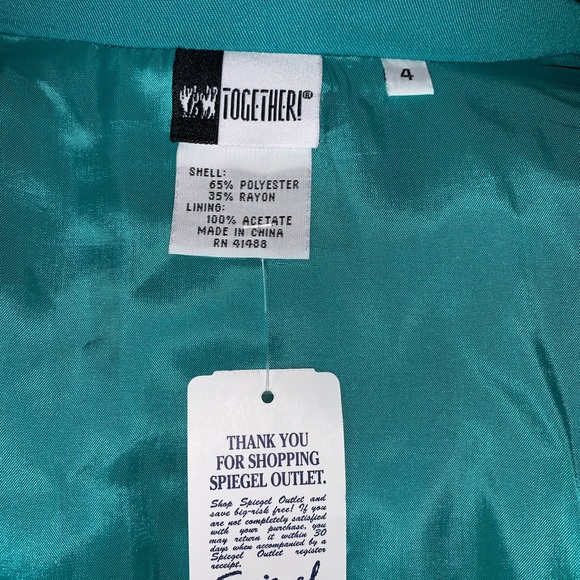 TOGETHER!®
4
SHELL:
65% POLYESTER
35% RAYON
LINING:
100% ACETATE
MADE IN CHINA
RN 41488
THANK YOU
FOR SHOPPING
SPIEGEL OUTLET.
Shop Spiegel Outlet and
save big-risk free! If you
are not completely satisfied
with your purchase, you
may return it within 30
days when accompanied by a
Spiegel Outlet register
receipt.
Spiegel